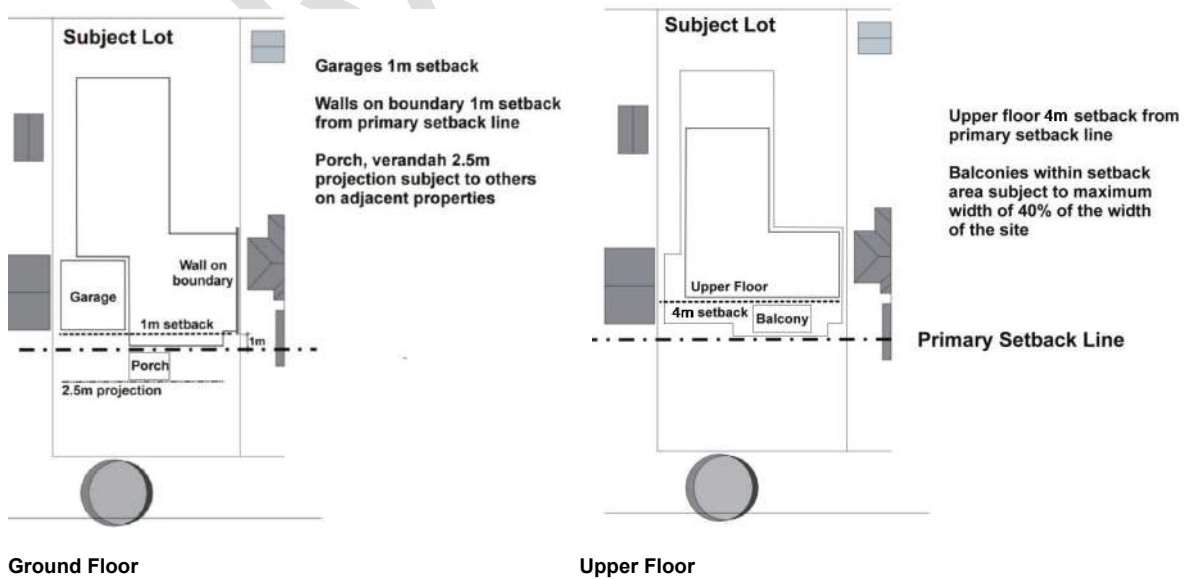 Subject Lot
Garages 1m setback
Walls on boundary 1m setback
from primary setback line
Porch, verandah 2.5m
projection subject to others
on adjacent properties
Wall on
boundary
Garage
1m setback
1m
Porch
2.5m projection
Ground Floor
Subject Lot
Upper floor 4m setback from
primary setback line
Balconies within setback
area subject to maximum
width of 40% of the width
of the site
Upper Floor
4m setback
Balcony
Primary Setback Line
Upper Floor